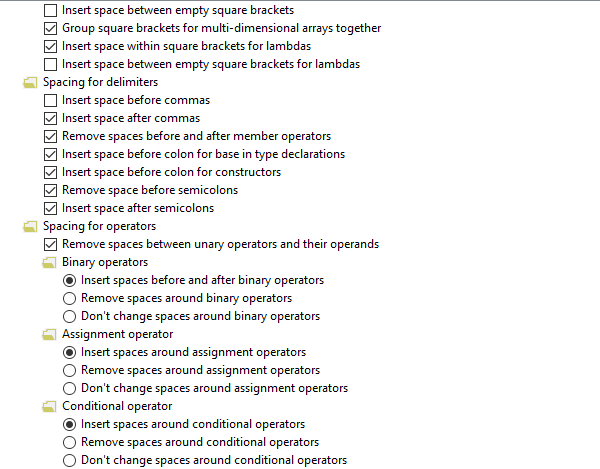 Insert space between empty square brackets
Group square brackets for multi-dimensional arrays together
Insert space within square brackets for lambdas
Insert space between empty square brackets for lambdas
Spacing for delimiters
Insert space before commas
Insert space after commas
Remove spaces before and after member operators
Insert space before colon for base in type declarations
Insert space before colon for constructors
Remove space before semicolons
Insert space after semicolons
Spacing for operators
Remove spaces between unary operators and their operands
Binary operators
Insert spaces before and after binary operators
Remove spaces around binary operators
Don't change spaces around binary operators
Assignment operator
Insert spaces around assignment operators
Remove spaces around assignment operators
Don't change spaces around assignment operators
Conditional operator
Insert spaces around conditional operators
Remove spaces around conditional operators
Don't change spaces around conditional operators